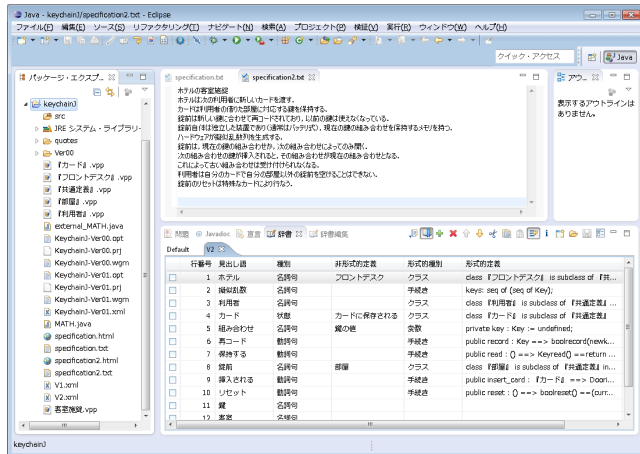 Java - keychainJ/specification2.txt - Eclipse
ファイル(F) 編集(E) ソース(S) リファクタリング(T) ナビゲート(N) 検索(A) プロジェクト(P) 検証(V) 実行(R) ウィンドウ(W) ヘルプ(H)
クイック・アクセス
Java
パッケージ・エクスプ...
keychainJ
src
JRE システム・ライブラリー
quotes
Ver00
『カード』.vpp
『フロントデスク』.vpp
『共通定義』.vpp
『部屋』.vpp
『利用者』.vpp
external_MATH.java
KeychainJ-Ver00.opt
KeychainJ-Ver00.prj
KeychainJ-Ver00.wgm
KeychainJ-Ver01.opt
KeychainJ-Ver01.prj
KeychainJ-Ver01.wgm
KeychainJ-Ver01.xml
MATH.java
specification.html
specification.txt
specification2.html
specification2.txt
V1.xml
V2.xml
客室施錠.vpp
specification.txt
specification2.txt
ホテルの客室施錠
ホテルは次の利用者に新しいカードを渡す。
カードは利用者の借りた部屋に対応する鍵を保持する。
錠前は新しい鍵に合わせて再コードされており、以前の鍵は使えなくなっている。
錠前自体は独立した装置であり(通常はバッテリ式)、現在の鍵の組み合わせを保持するメモリを持つ。
ハードウェアが擬似乱数列を生成する。
錠前は、現在の鍵の組み合わせか、次の組み合わせによってのみ開く。
次の組み合わせの鍵が挿入されると、その組み合わせが現在の組み合わせとなる。
これによって古い組み合わせは受け付けられなくなる。
利用者は自分のカードで自分の部屋以外の錠前を空けることはできない。
錠前のリセットは特殊なカードにより行なう。
アウ...
表示するアウトラインはありません。
問題 Javadoc 宣言 辞書 辞書編集
Default V2
行番号 見出し語 種別 非形式的定義 形式的種別 形式的定義
1 ホテル 名詞句 フロントデスク クラス class 『フロントデスク』 is subclass of 『共...
2 擬似乱数 名詞句 手続き keys: seq of (seq of Key);
3 利用者 名詞句 クラス class 『利用者』 is subclass of 『共通定義』...
4 カード 状態 カードに保存される クラス class 『カード』 is subclass of 『共通定義』
5 組み合わせ 名詞句 鍵の値 変数 private key : Key := undefined;
6 再コード 動詞句 手続き public record : Key ==> boolrecord(newk...
7 保持する 動詞句 手続き public read : () ==> Keyread() ==return ...
8 錠前 名詞句 部屋 クラス class 『部屋』 is subclass of 『共通定義』 in...
9 挿入される 動詞句 手続き public insert_card : 『カード』 ==> Doori...
10 リセット 動詞句 手続き public reset : () ==> boolreset() ==(curr...
11 鍵 名詞句
12 客室 名詞句
keychainJ